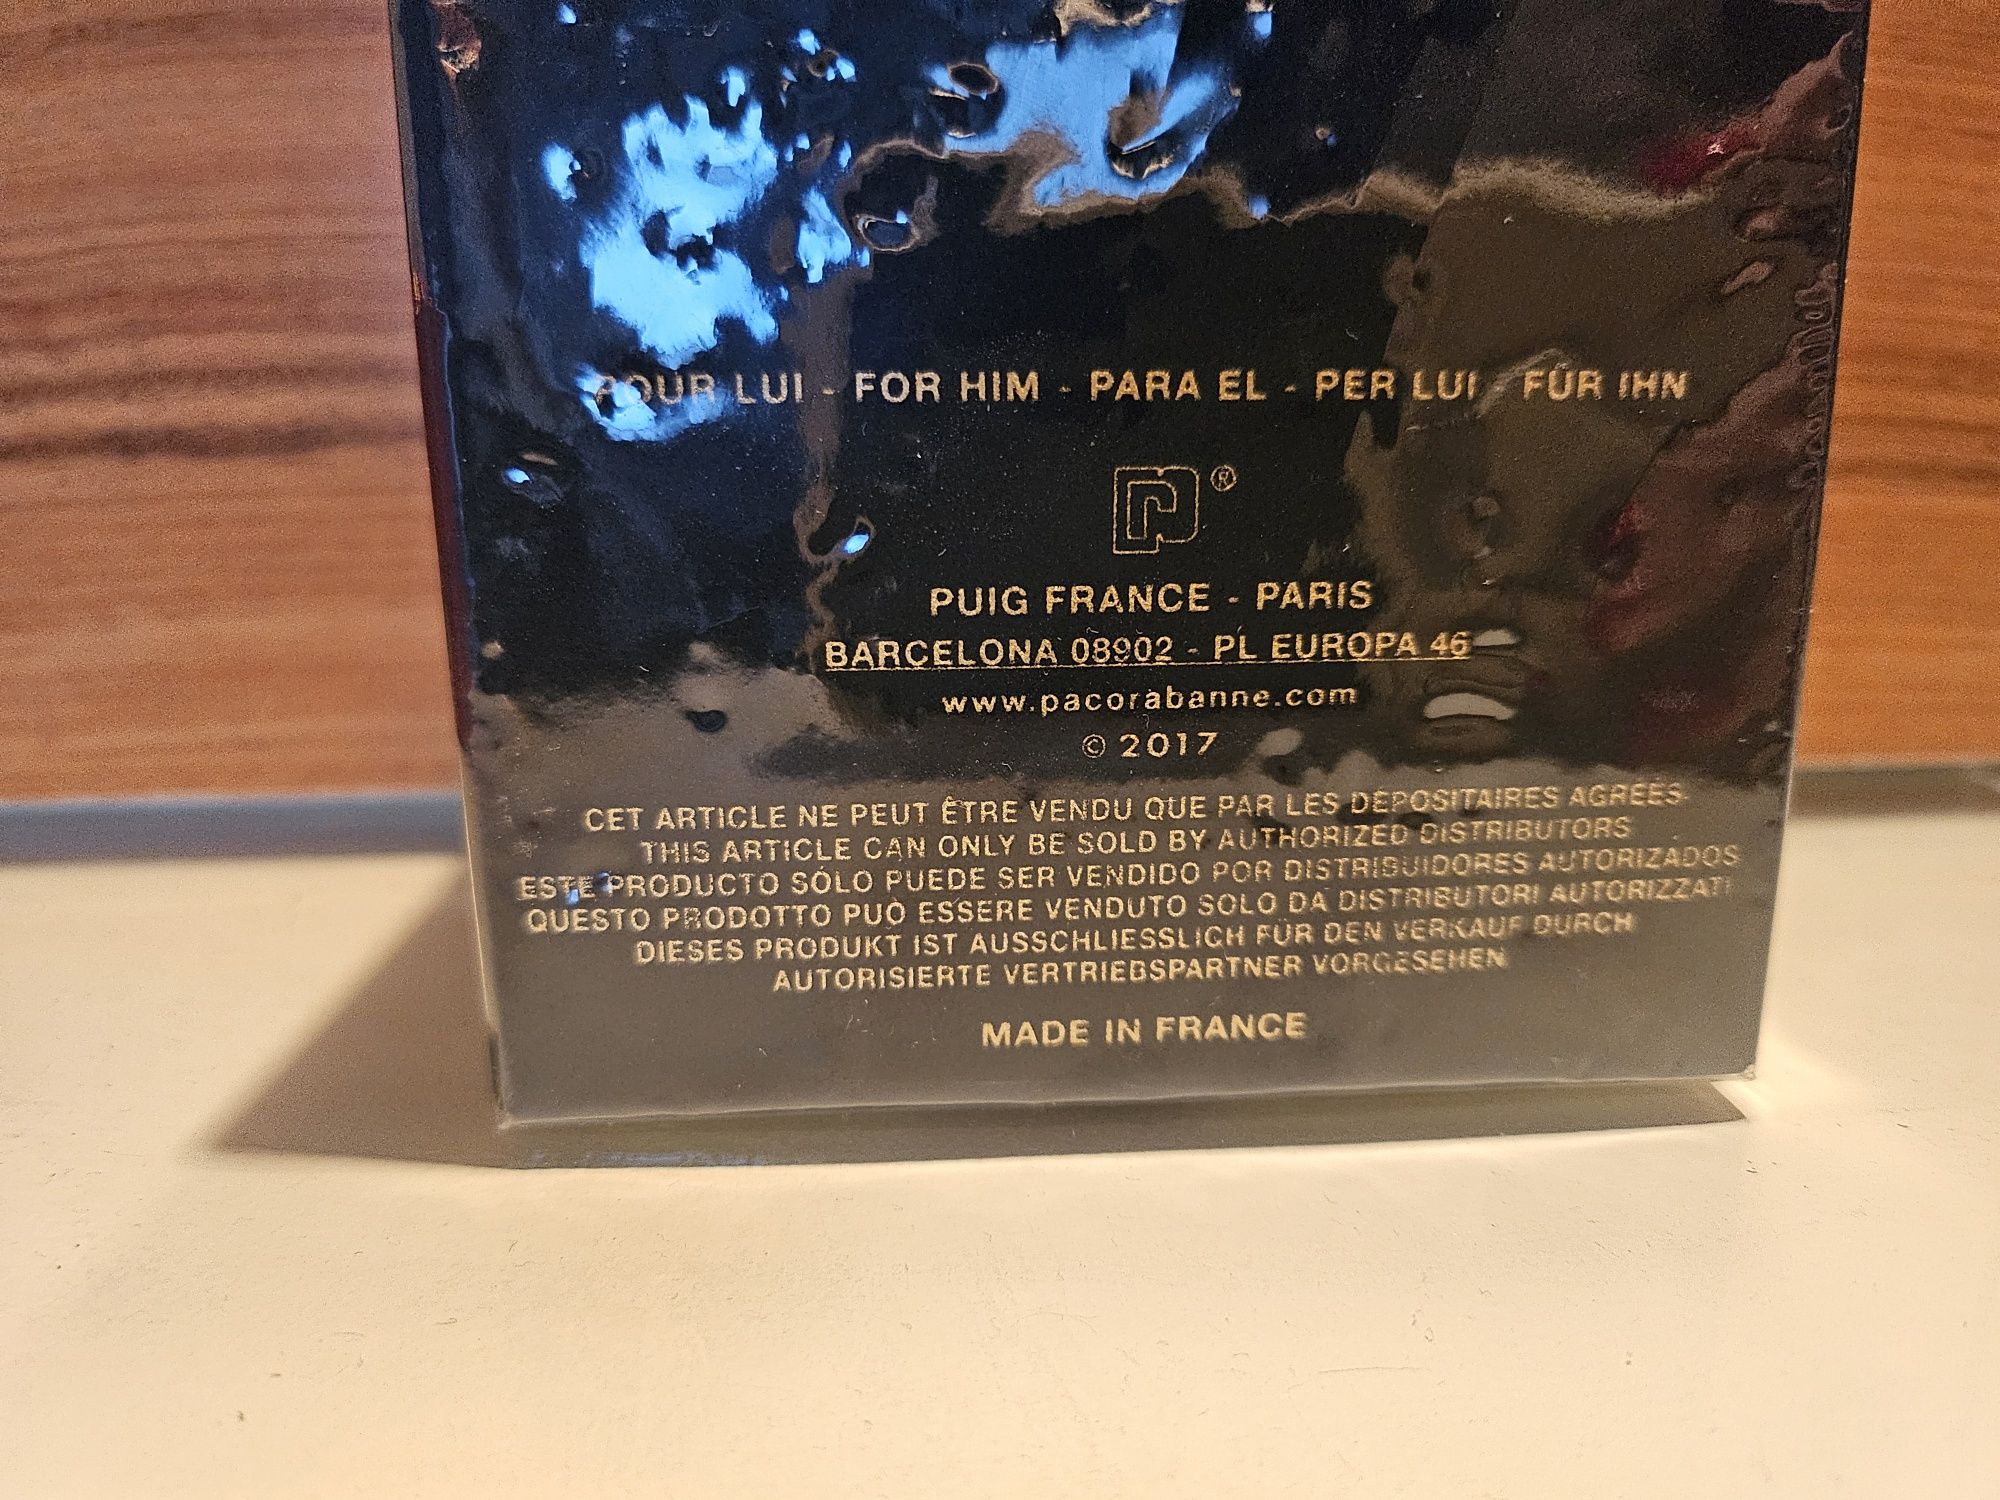 POUR LUI - FOR HIM - PARA EL - PER LUI - FÜR IHN
®
PUIG FRANCE - PARIS
BARCELONA 08902 - PL EUROPA 46
www.pacorabanne.com
© 2017
CET ARTICLE NE PEUT ÊTRE VENDU QUE PAR LES DÉPOSITAIRES AGRÉÉS
THIS ARTICLE CAN ONLY BE SOLD BY AUTHORIZED DISTRIBUTORS
ESTE PRODUCTO SÓLO PUEDE SER VENDIDO POR DISTRIBUIDORES AUTORIZADOS
QUESTO PRODOTTO PUÒ ESSERE VENDUTO SOLO DA DISTRIBUTORI AUTORIZZATI
DIESES PRODUKT IST AUSSCHLIESSLICH FÜR DEN VERKAUF DURCH
AUTORISIERTE VERTRIEBSPARTNER VORGESEHEN
MADE IN FRANCE